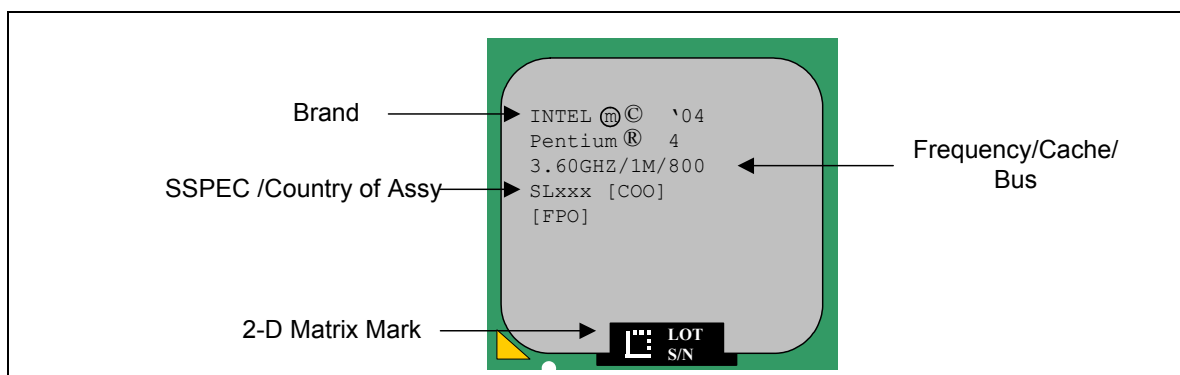 Brand
INTEL ⓜ© '04
Pentium® 4
3.60GHZ/1M/800
Frequency/Cache/
Bus
SSPEC /Country of Assy
SLxxx [COO]
[FPO]
2-D Matrix Mark
LOT
S/N